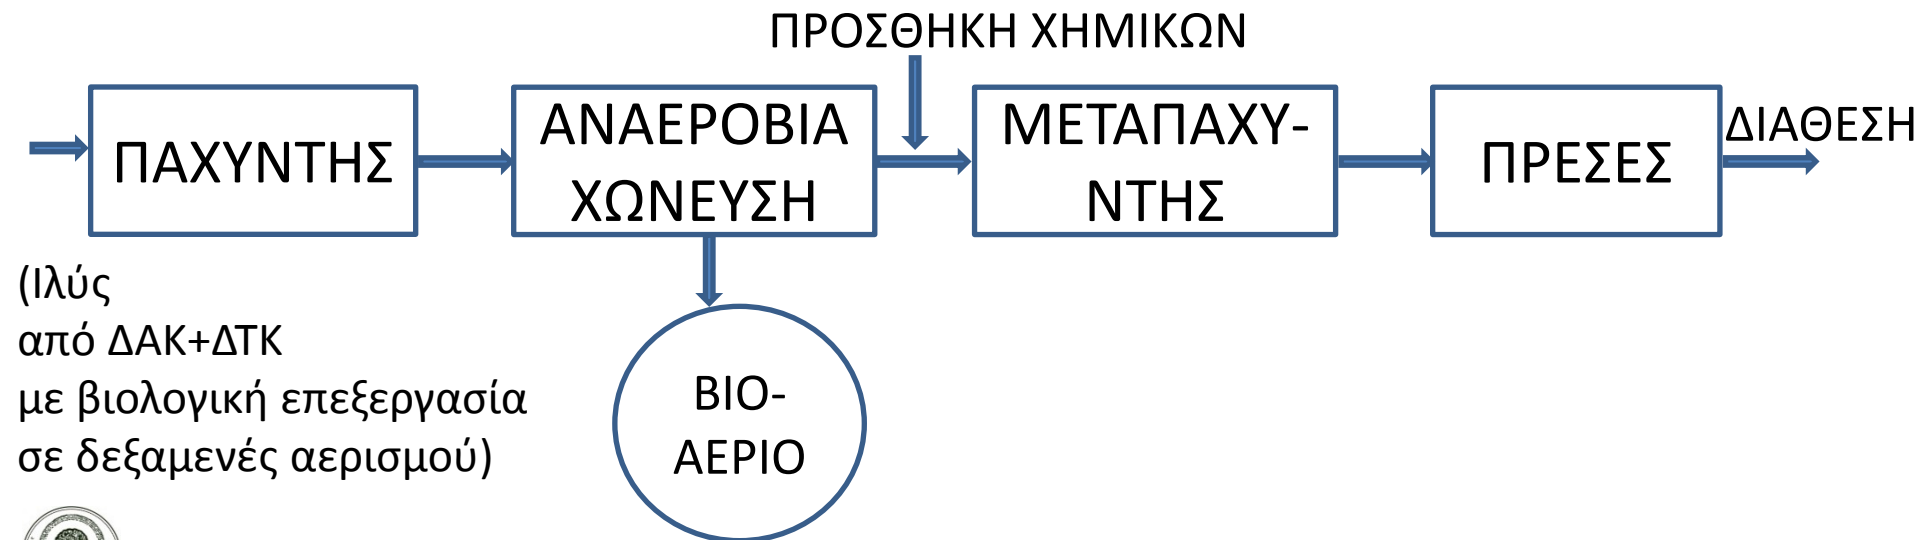 ΠΡΟΣΘΗΚΗ ΧΗΜΙΚΩΝ
ΠΑΧΥΝΤΗΣ
ΑΝΑΕΡΟΒΙΑ
ΧΩΝΕΥΣΗ
ΜΕΤΑΠΑΧΥ-
ΝΤΗΣ
ΠΡΕΣΕΣ
ΔΙΑΘΕΣΗ
(Ιλύς
από ΔΑΚ+ΔΤΚ
με βιολογική επεξεργασία
σε δεξαμενές αερισμού)
ΒΙΟ-
ΑΕΡΙΟ